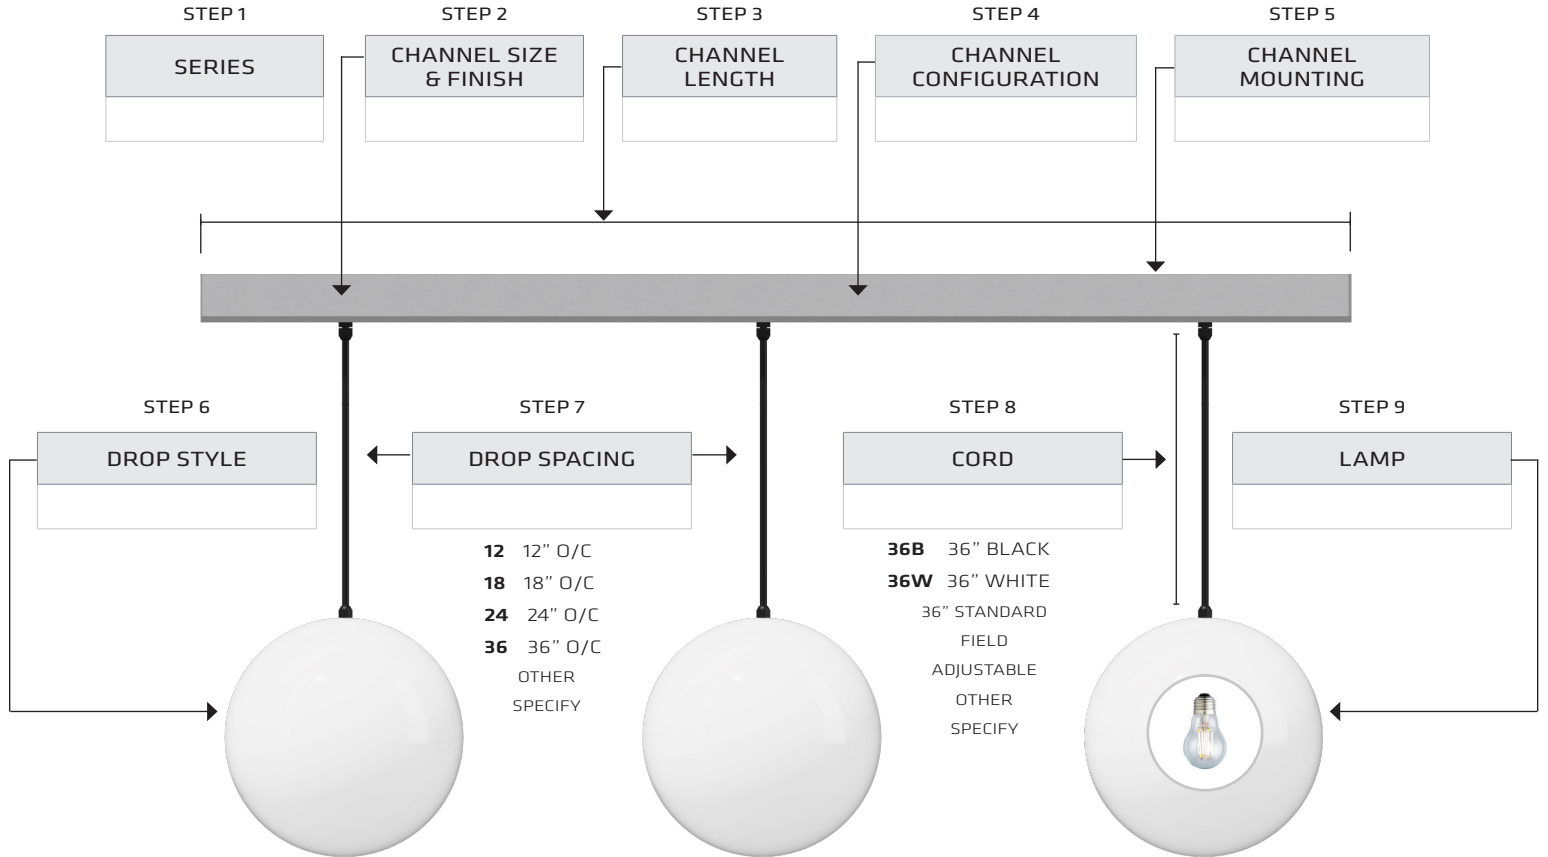 STEP 1
SERIES
STEP 2
CHANNEL SIZE
& FINISH
STEP 3
CHANNEL
LENGTH
STEP 4
CHANNEL
CONFIGURATION
STEP 5
CHANNEL
MOUNTING
STEP 6
DROP STYLE
STEP 7
DROP SPACING
12 12” O/C
18 18” O/C
24 24” O/C
36 36” O/C
OTHER
SPECIFY
STEP 8
CORD
36B 36” BLACK
36W 36” WHITE
36” STANDARD
FIELD
ADJUSTABLE
OTHER
SPECIFY
STEP 9
LAMP